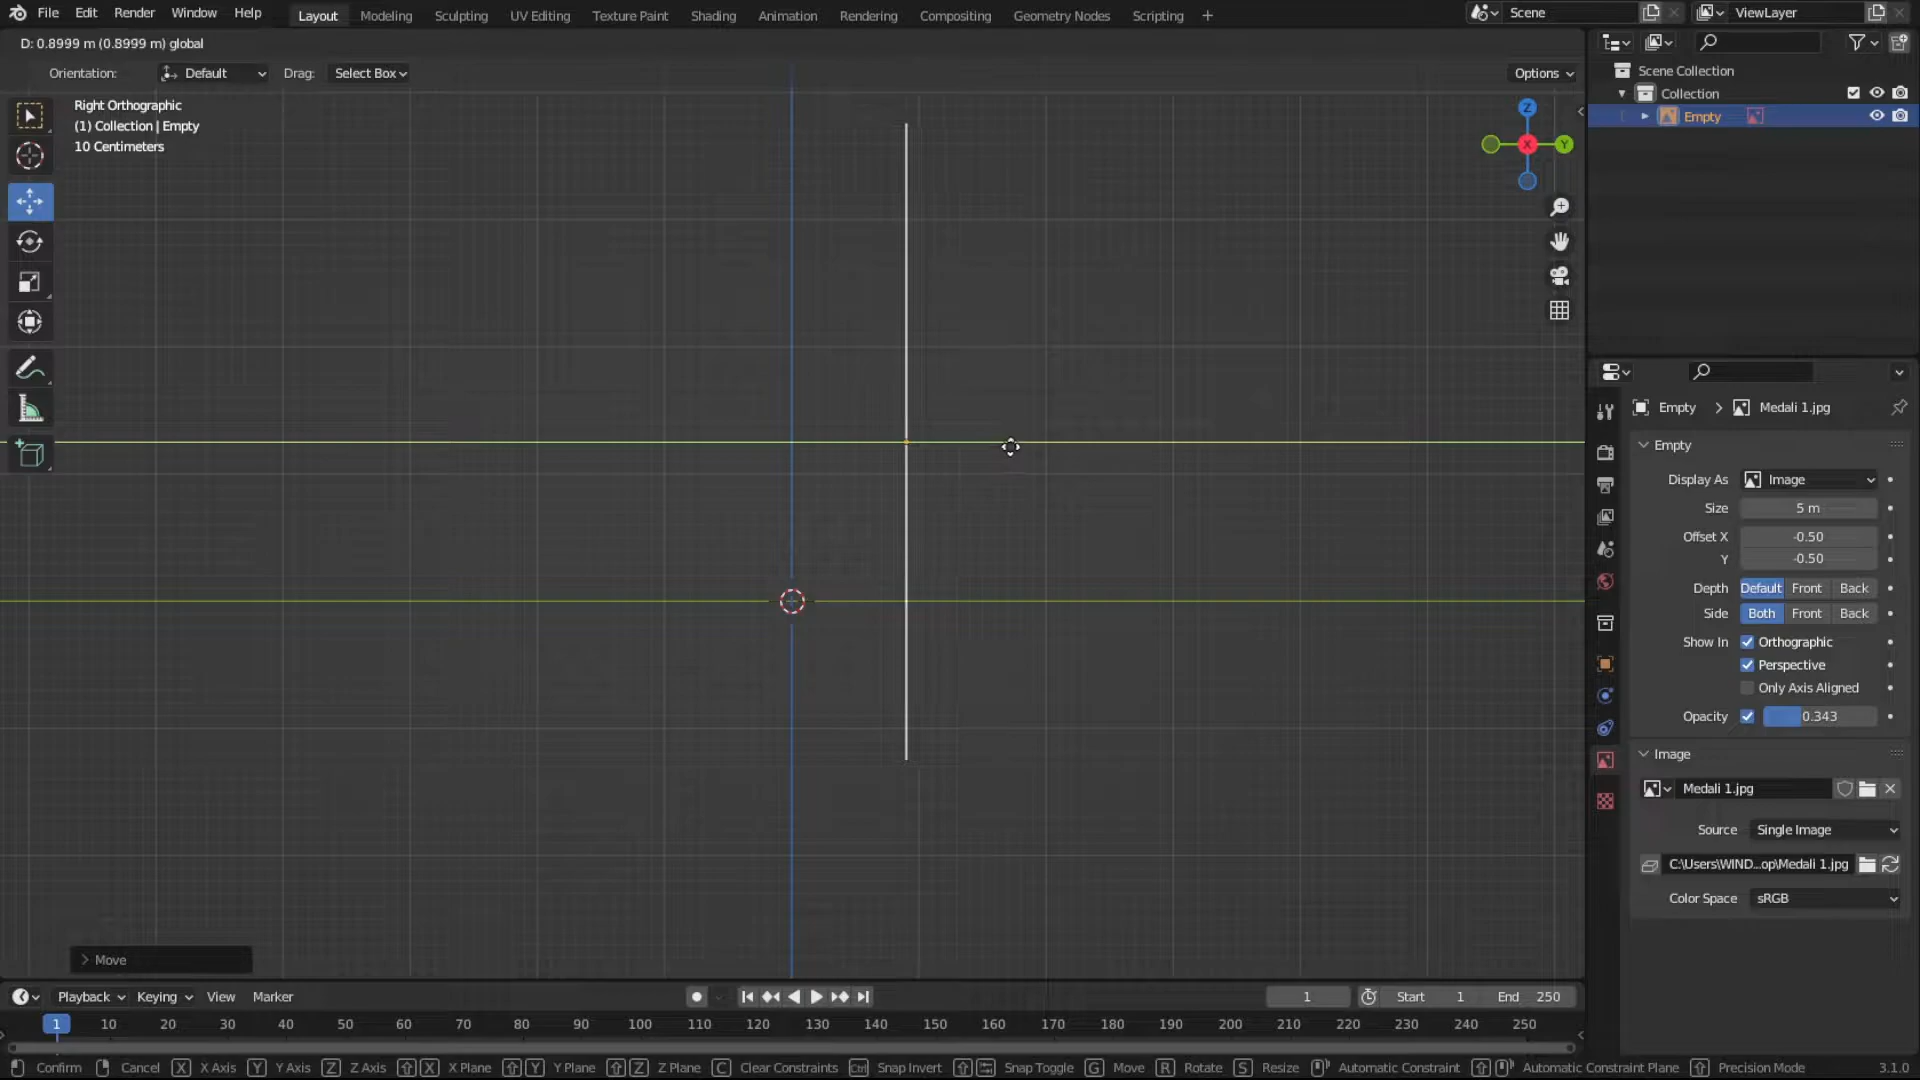 File Edit Render Window Help Layout Modeling Sculpting UV Editing Texture Paint Shading Animation Rendering Compositing Geometry Nodes Scripting + Scene ViewLayer
D: 0.8999 m (0.8999 m) global
Orientation: Default Drag: Select Box Options
Right Orthographic
(1) Collection | Empty
10 Centimeters
Z
Y
X
Scene Collection
Collection
Empty
Empty > Medali 1.jpg
Empty
Display As Image
Size 5 m
Offset X -0.50
Y -0.50
Depth Default Front Back
Side Both Front Back
Show In Orthographic
Perspective
Only Axis Aligned
Opacity 0.343
Image
Medali 1.jpg
Source Single Image
C:\Users\WIND...op\Medali 1.jpg
Color Space sRGB
> Move
Playback Keying View Marker 1 Start 1 End 250
1 10 20 30 40 50 60 70 80 90 100 110 120 130 140 150 160 170 180 190 200 210 220 230 240 250
Confirm Cancel X X Axis Y Y Axis Z Z Axis X X Plane Y Y Plane Z Z Plane C Clear Constraints Ctrl Snap Invert Snap Toggle G Move R Rotate S Resize Automatic Constraint Automatic Constraint Plane Precision Mode 3.1.0